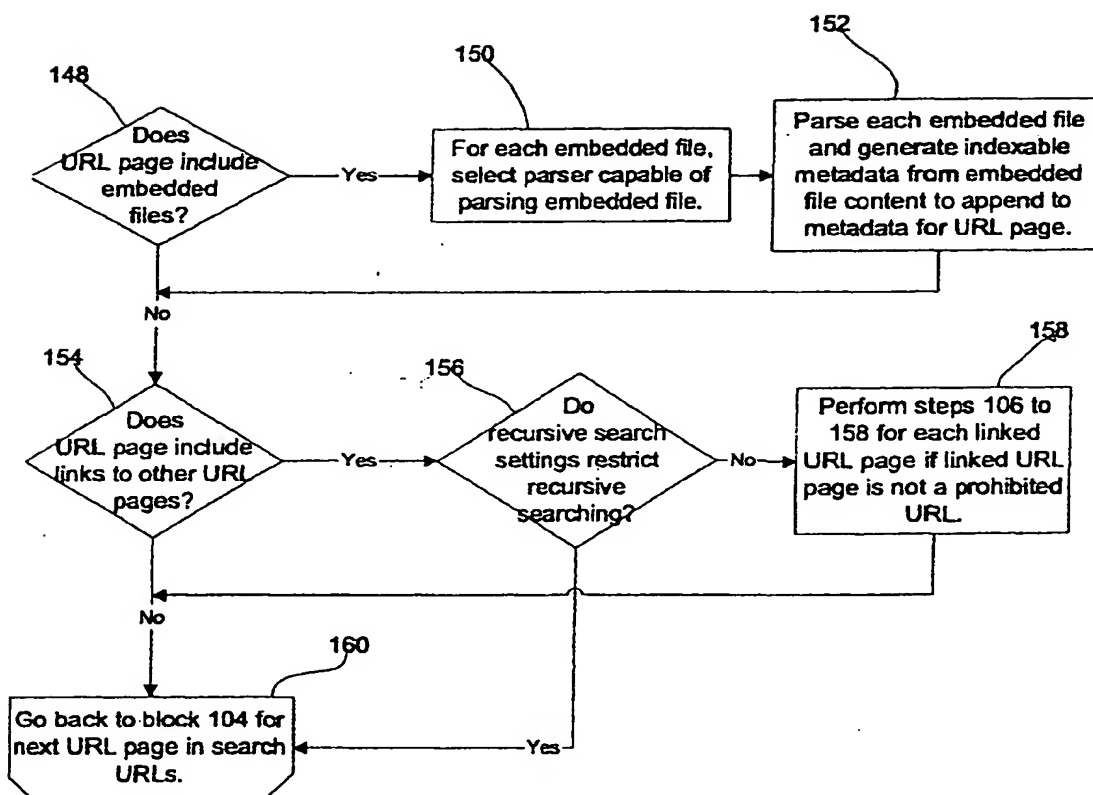 148
Does
URL page include
embedded
files?
Yes
150
For each embedded file,
select parser capable of
parsing embedded file.
152
Parse each embedded file
and generate indexable
metadata from embedded
file content to append to
metadata for URL page.
No
154
Does
URL page include
links to other URL
pages?
Yes
156
Do
recursive search
settings restrict
recursive
searching?
No
158
Perform steps 106 to
158 for each linked
URL page if linked URL
page is not a prohibited
URL.
No
160
Go back to block 104 for
next URL page in search
URLs.
Yes